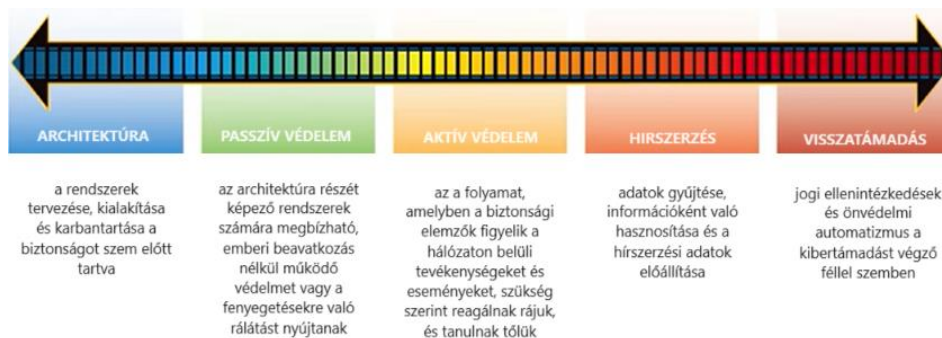 ARCHITEKTÚRA
a rendszerek
tervezése, kialakítása
és karbantartása a
biztonságot szem előtt
tartva
PASSZÍV VÉDELEM
az architektúra részét
képező rendszerek
számára megbízható,
emberi beavatkozás
nélkül működő
védelmet vagy a
fenyegetésekre való
rálátást nyújtanak
AKTÍV VÉDELEM
az a folyamat,
amelyben a biztonsági
elemzők figyelik a
hálózaton belüli
tevékenységeket és
eseményeket, szükség
szerint reagálnak rájuk,
és tanulnak tőlük
HIRSZERZÉS
adatok gyűjtése,
információként való
hasznosítása és a
hírszerzési adatok
előállítása
VISSZATÁMADÁS
jogi ellenintézkedések
és önvédelmi
automatizmus a
kibertámadást végző
féllel szemben